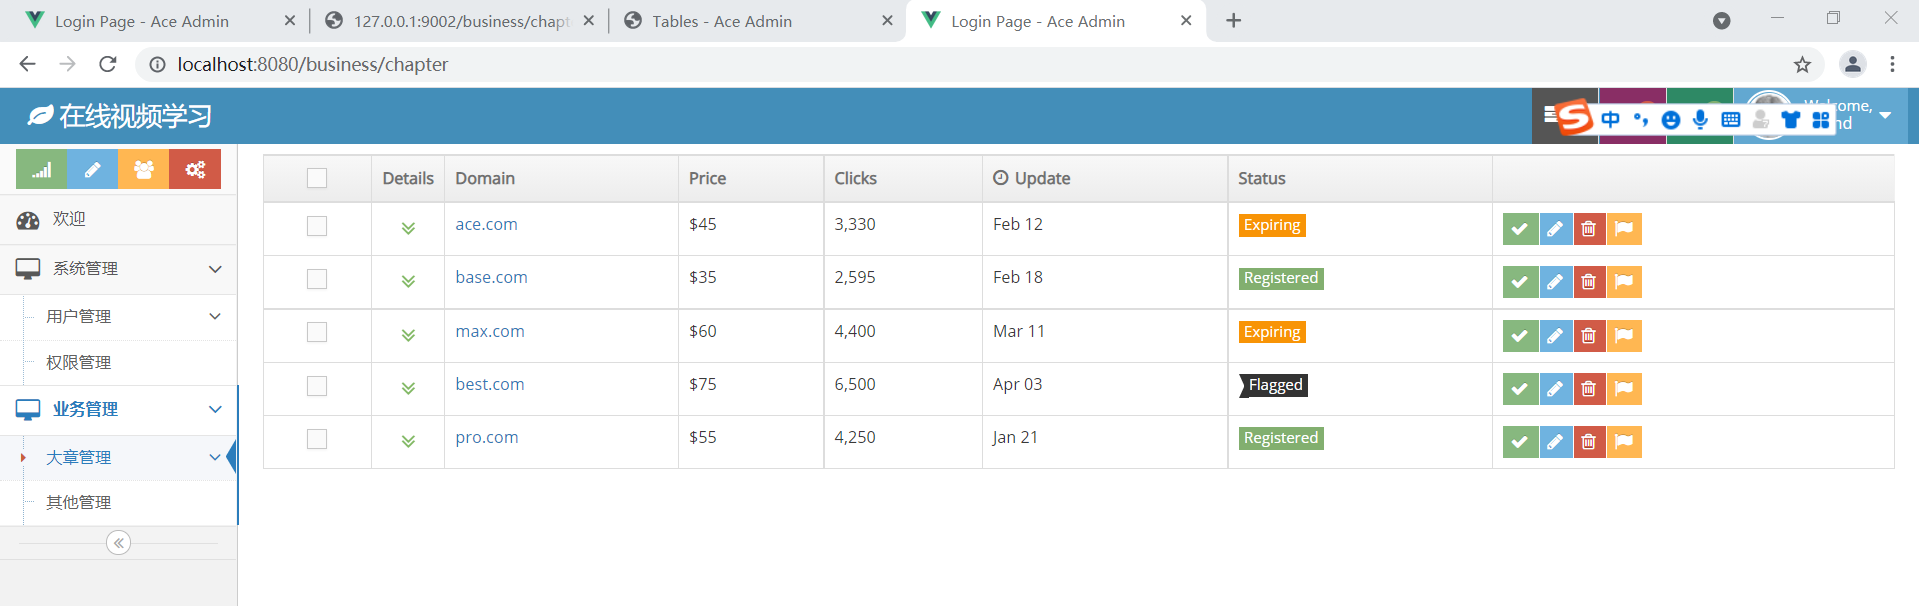 Login Page - Ace Admin
127.0.0.1:9002/business/chapt
Tables - Ace Admin
Login Page - Ace Admin
localhost:8080/business/chapter
在线视频学习
中
欢迎
系统管理
用户管理
权限管理
业务管理
大章管理
其他管理
Details Domain Price Clicks Update Status
ace.com $45 3,330 Feb 12 Expiring
base.com $35 2,595 Feb 18 Registered
max.com $60 4,400 Mar 11 Expiring
best.com $75 6,500 Apr 03 Flagged
pro.com $55 4,250 Jan 21 Registered